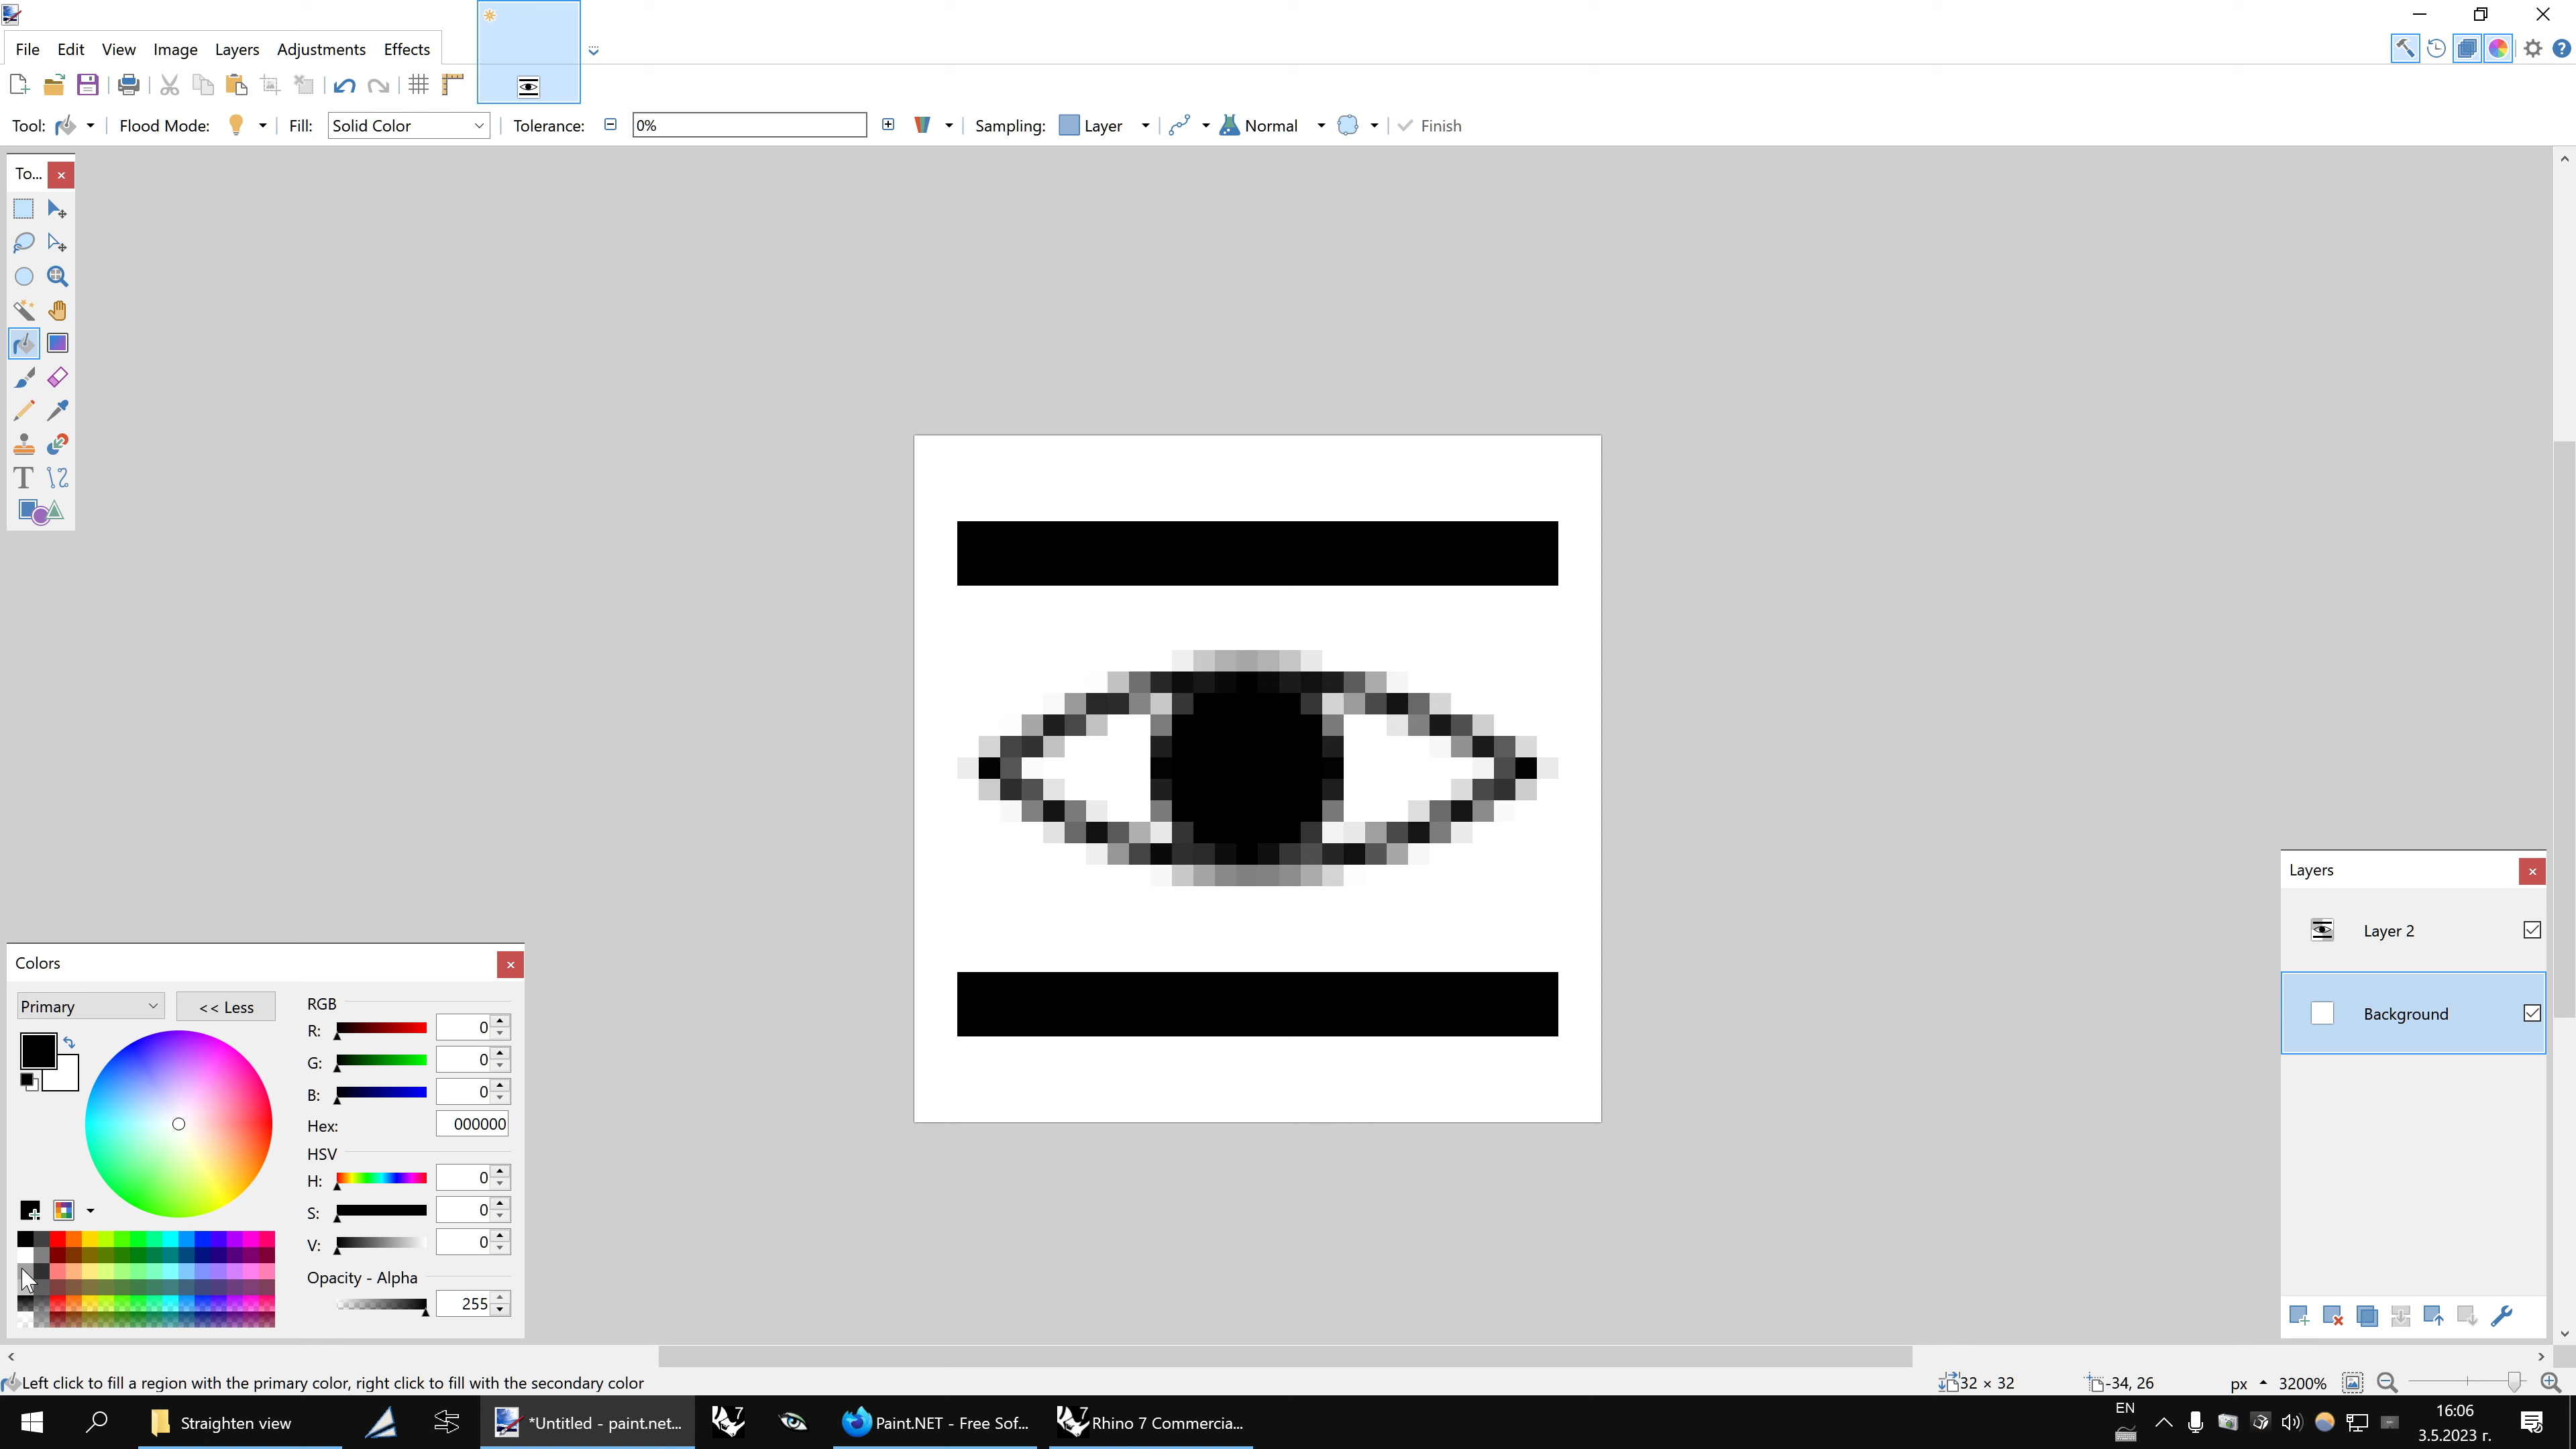 File Edit View Image Layers Adjustments Effects
Tool: Flood Mode: Fill: Solid Color Tolerance: 0% Sampling: Layer Normal Finish
To...
Layers
Layer 2
Background
Colors
Primary << Less
RGB
R: 0
G: 0
B: 0
Hex: 000000
HSV
H: 0
S: 0
V: 0
Opacity - Alpha
255
Left click to fill a region with the primary color, right click to fill with the secondary color
32 × 32 -34, 26 px 3200%
Straighten view *Untitled - paint.net... 7 Paint.NET - Free Sof... 7 Rhino 7 Commercia...
EN
16:06
3.5.2023 г.